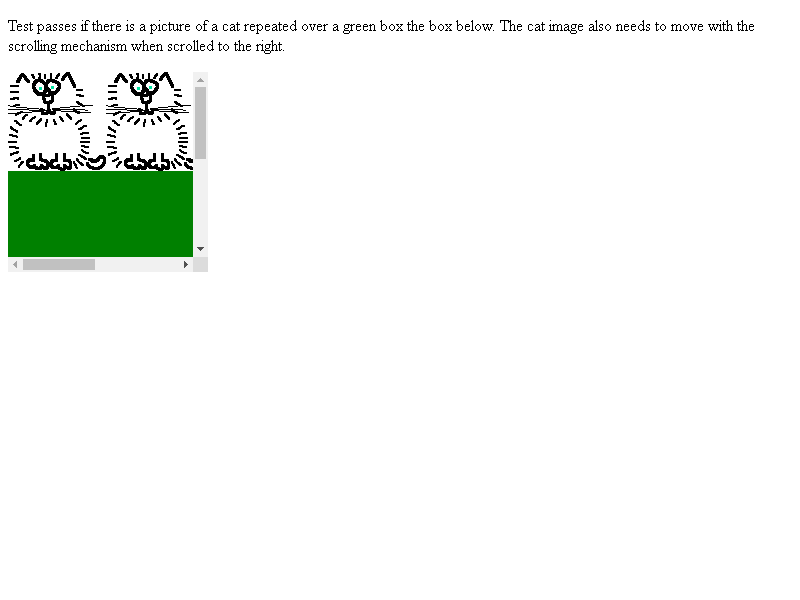 Test passes if there is a picture of a cat repeated over a green box the box below. The cat image also needs to move with the
scrolling mechanism when scrolled to the right.